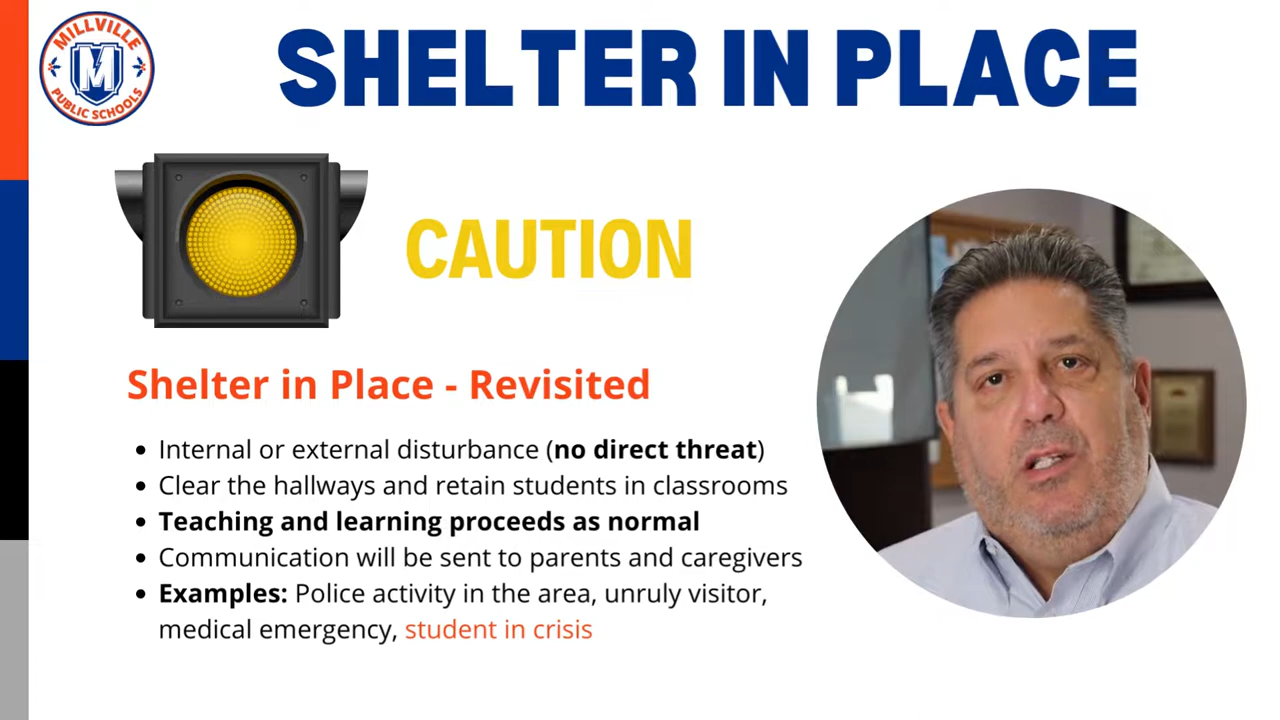 MILLVILLE
M
PUBLIC SCHOOLS
SHELTER IN PLACE
CAUTION
Shelter in Place - Revisited
• Internal or external disturbance (no direct threat)
• Clear the hallways and retain students in classrooms
• Teaching and learning proceeds as normal
• Communication will be sent to parents and caregivers
• Examples: Police activity in the area, unruly visitor,
medical emergency, student in crisis